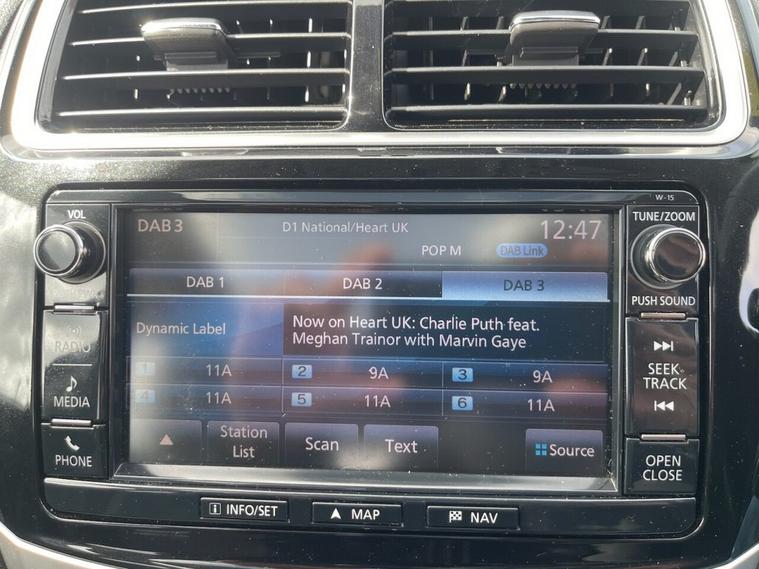 W-15
VOL
TUNE/ZOOM
DAB 3
D1 National/Heart UK
12:47
POP M
DAB Link
DAB 1
DAB 2
DAB 3
PUSH SOUND
Dynamic Label
Now on Heart UK: Charlie Puth feat.
Meghan Trainor with Marvin Gaye
RADIO
1 11A
2 9A
3 9A
SEEK
TRACK
MEDIA
4 11A
5 11A
6 11A
PHONE
Station
List
Scan
Text
Source
OPEN
CLOSE
i INFO/SET
MAP
NAV